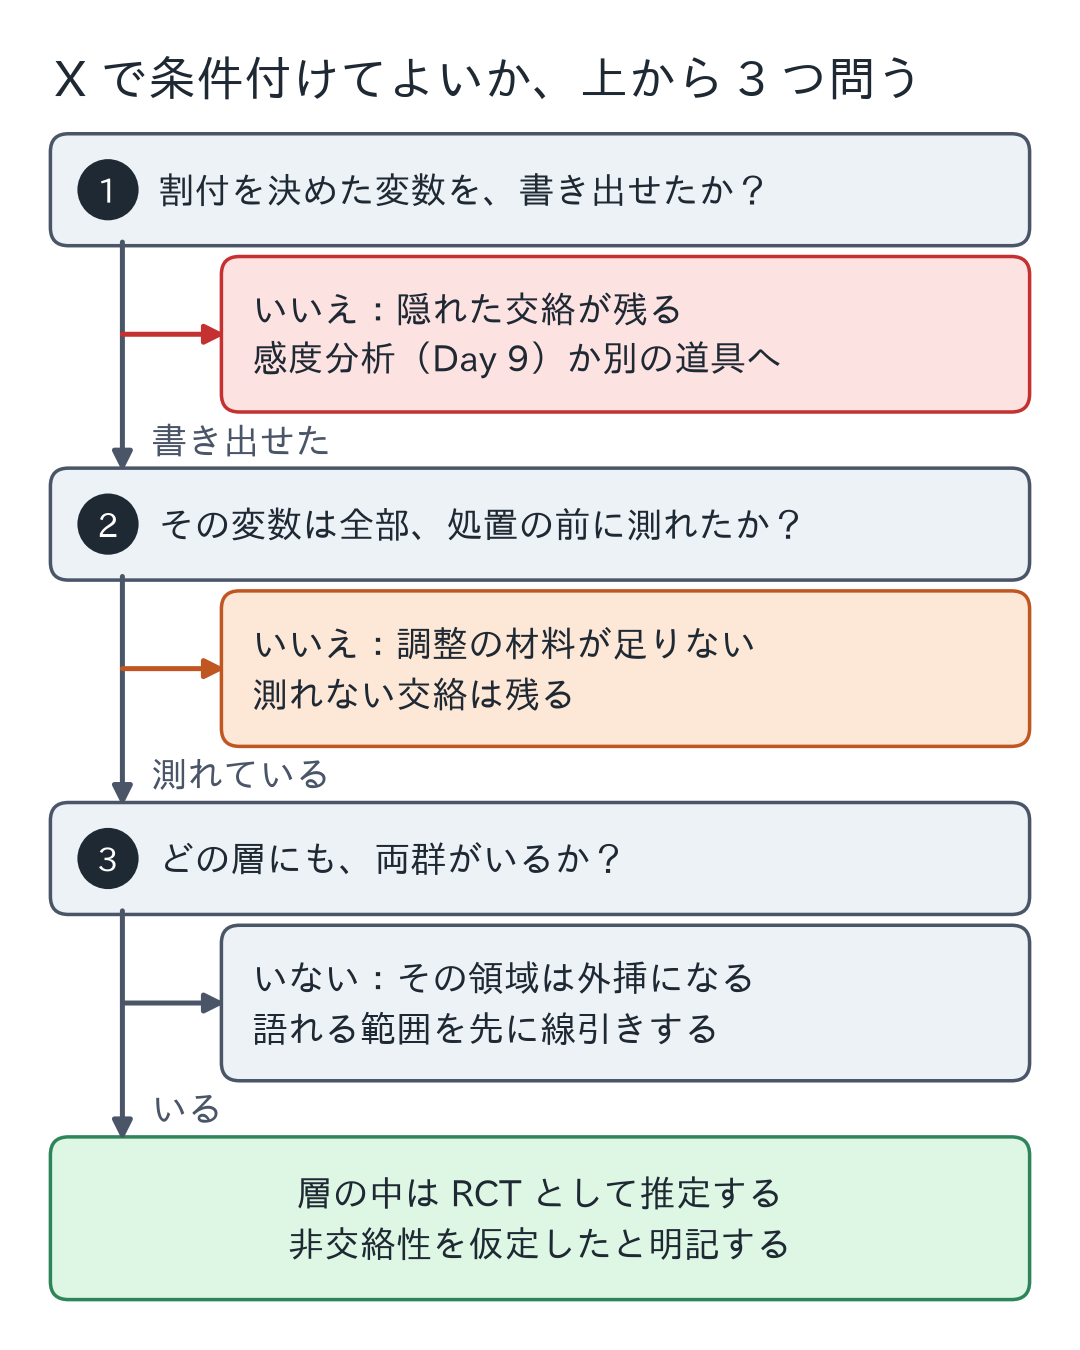 X で条件付けてよいか、上から 3 つ問う
1 割付を決めた変数を、書き出せたか？
いいえ：隠れた交絡が残る
感度分析（Day 9）か別の道具へ
書き出せた
2 その変数は全部、処置の前に測れたか？
いいえ：調整の材料が足りない
測れない交絡は残る
測れている
3 どの層にも、両群がいるか？
いない：その領域は外挿になる
語れる範囲を先に線引きする
いる
層の中は RCT として推定する
非交絡性を仮定したと明記する